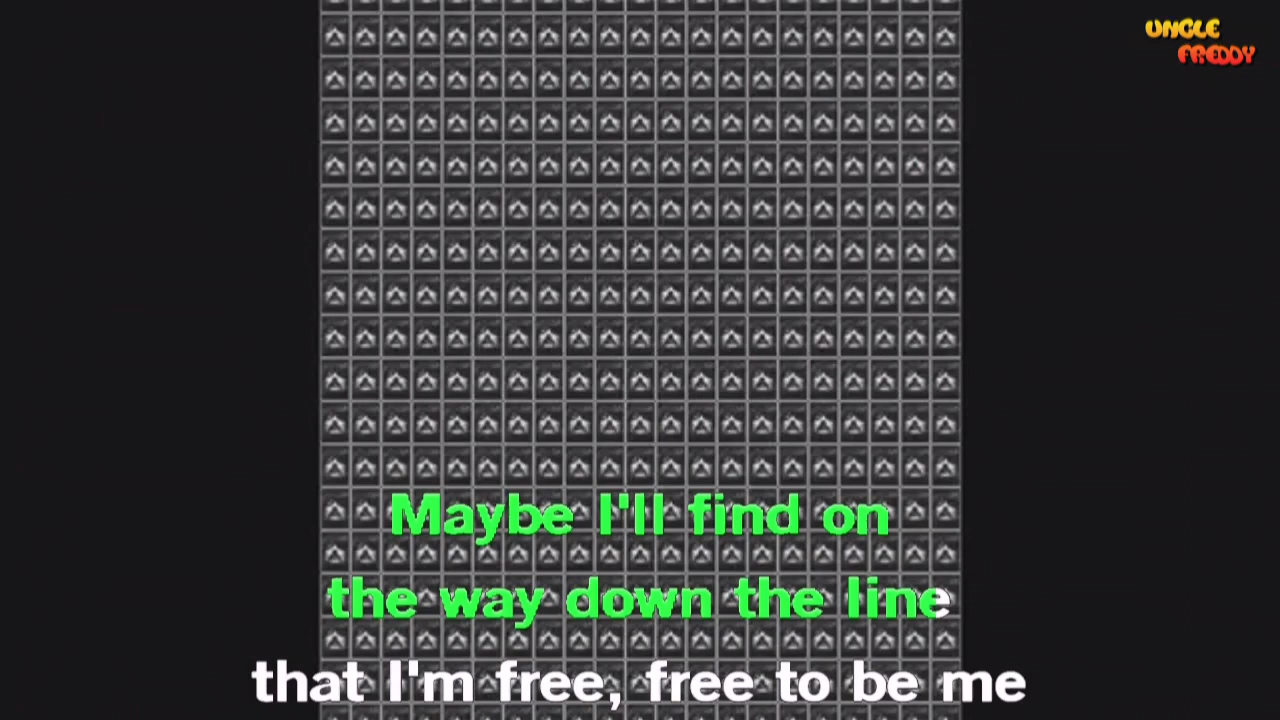 UNCLE
FREDDY
Maybe I'll find on
the way down the line
that I'm free, free to be me